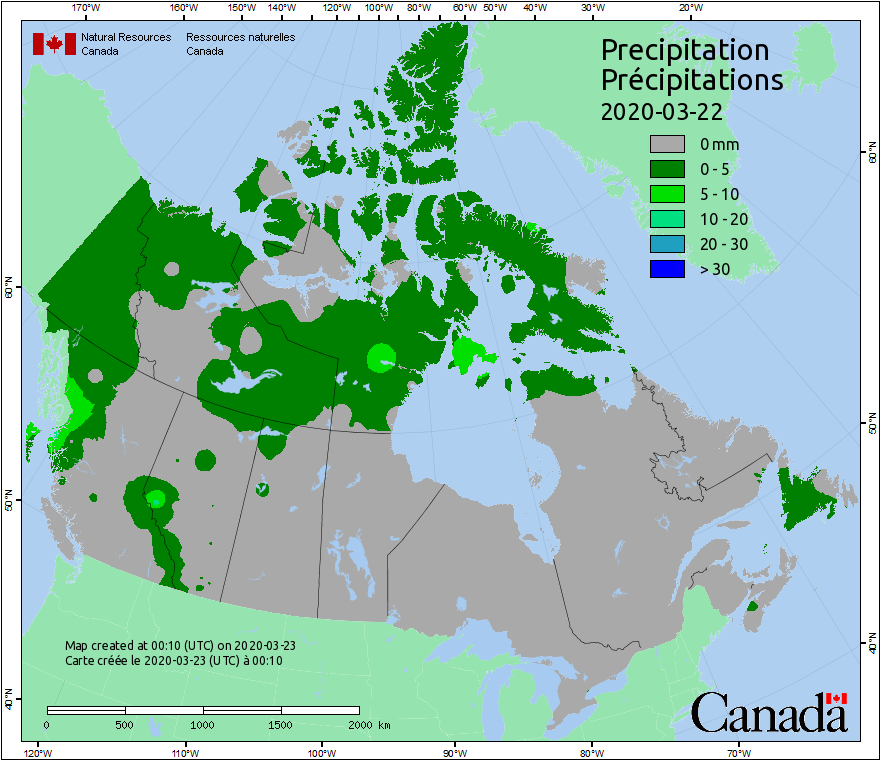 170°W 160°W 150°W 140°W 130°W 120°W 110°W 100°W 90°W 80°W 60°W 50°W 40°W 30°W 20°W
Natural Resources Ressources naturelles
Canada Canada
Precipitation
Précipitations
2020-03-22
0 mm
0 - 5
5 - 10
10 - 20
20 - 30
> 30
60°N
50°N
40°N
60°N
50°N
40°N
Map created at 00:10 (UTC) on 2020-03-23
Carte créée le 2020-03-23 (UTC) à 00:10
0 500 1000 1500 2000 km
Canada
120°W 110°W 100°W 90°W 80°W 70°W